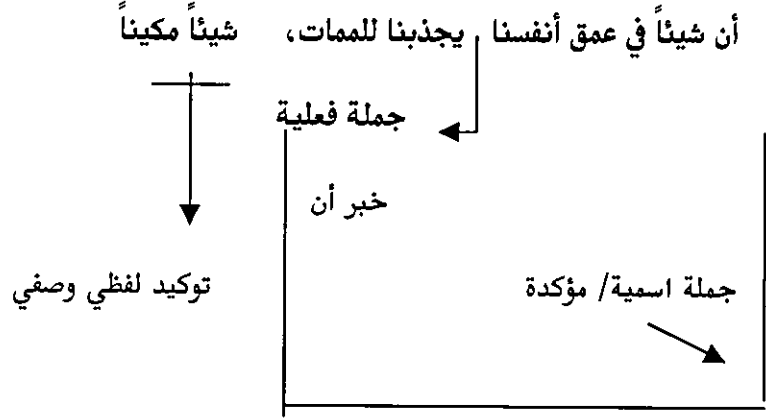 أن شيئاً في عمق أنفسنا يجذبنا للممات، شيئاً مكيناً
جملة فعلية
خبر أن
جملة اسمية/ مؤكدة
توكيد لفظي وصفي